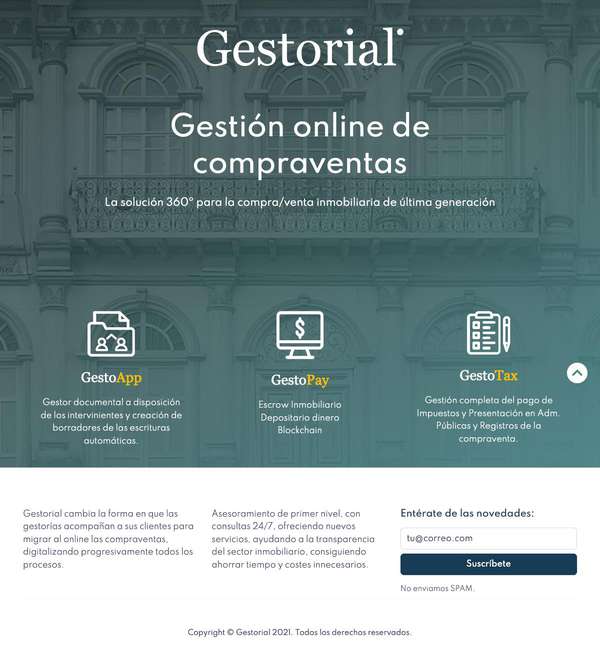 Gestorial
Gestión online de
compraventas
La solución 360º para la compra/venta inmobiliaria de última generación
GestoApp
Gestor documental a disposición
de los intervinientes y creación de
borradores de las escrituras
automáticas.
GestoPay
Escrow Inmobiliario
Depositario dinero
Blockchain
GestoTax
Gestión completa del pago de
Impuestos y Presentación en Adm.
Públicas y Registros de la
compraventa.
Gestorial cambia la forma en que las
gestorías acompañan a sus clientes para
migrar al online las compraventas,
digitalizando progresivamente todos los
procesos.
Asesoramiento de primer nivel, con
consultas 24/7, ofreciendo nuevos
servicios, ayudando a la transparencia
del sector inmobiliario, consiguiendo
ahorrar tiempo y costes innecesarios.
Entérate de las novedades:
tu@correo.com
Suscríbete
No enviamos SPAM.
Copyright © Gestorial 2021. Todos los derechos reservados.